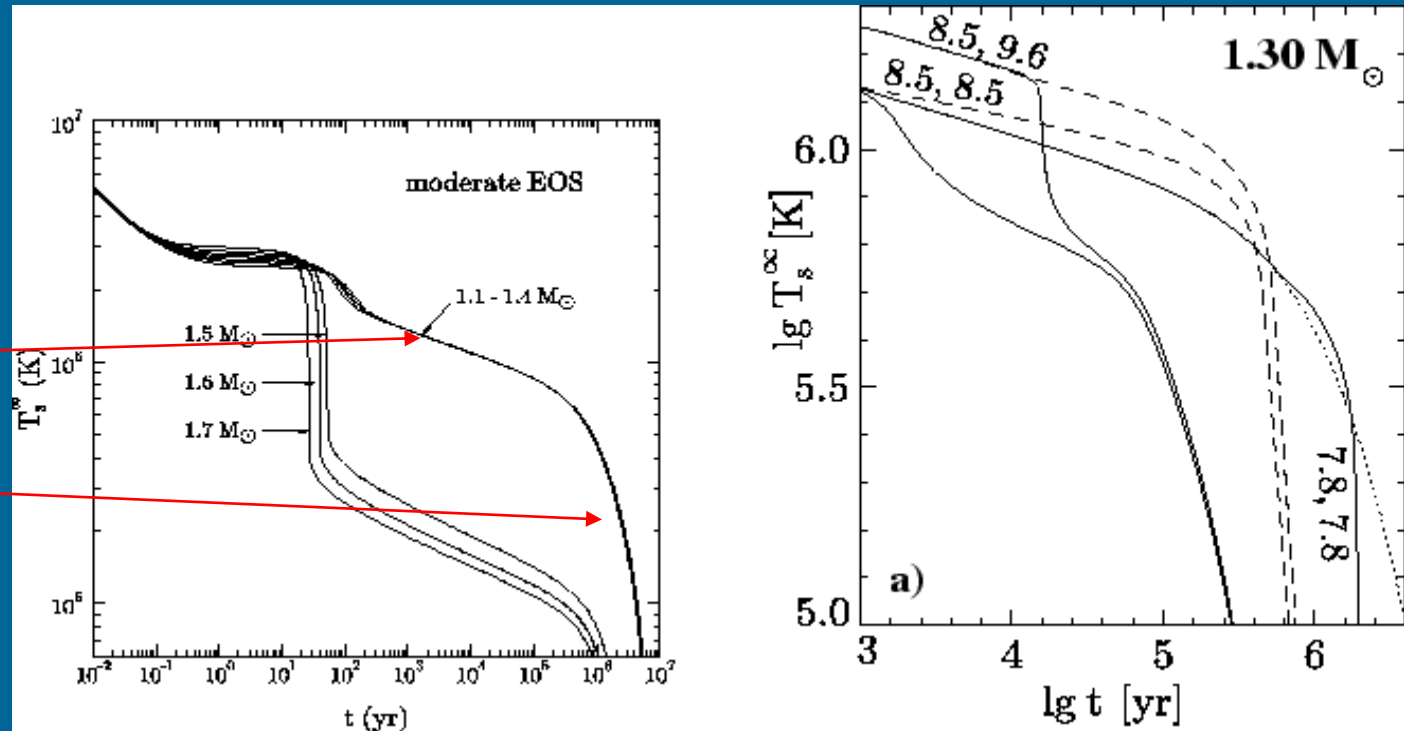 moderate EOS
10⁷
10⁶
10⁵
T_s^∞ (K)
1.1 - 1.4 M☉
1.5 M☉
1.6 M☉
1.7 M☉
10⁻² 10⁻¹ 10⁰ 10¹ 10² 10³ 10⁴ 10⁵ 10⁶ 10⁷
t (yr)
1.30 M☉
8.5, 9.6
8.5, 8.5
7.8, 7.8
lg T_s^∞ [K]
6.0
5.5
5.0
a)
3 4 5 6
lg t [yr]